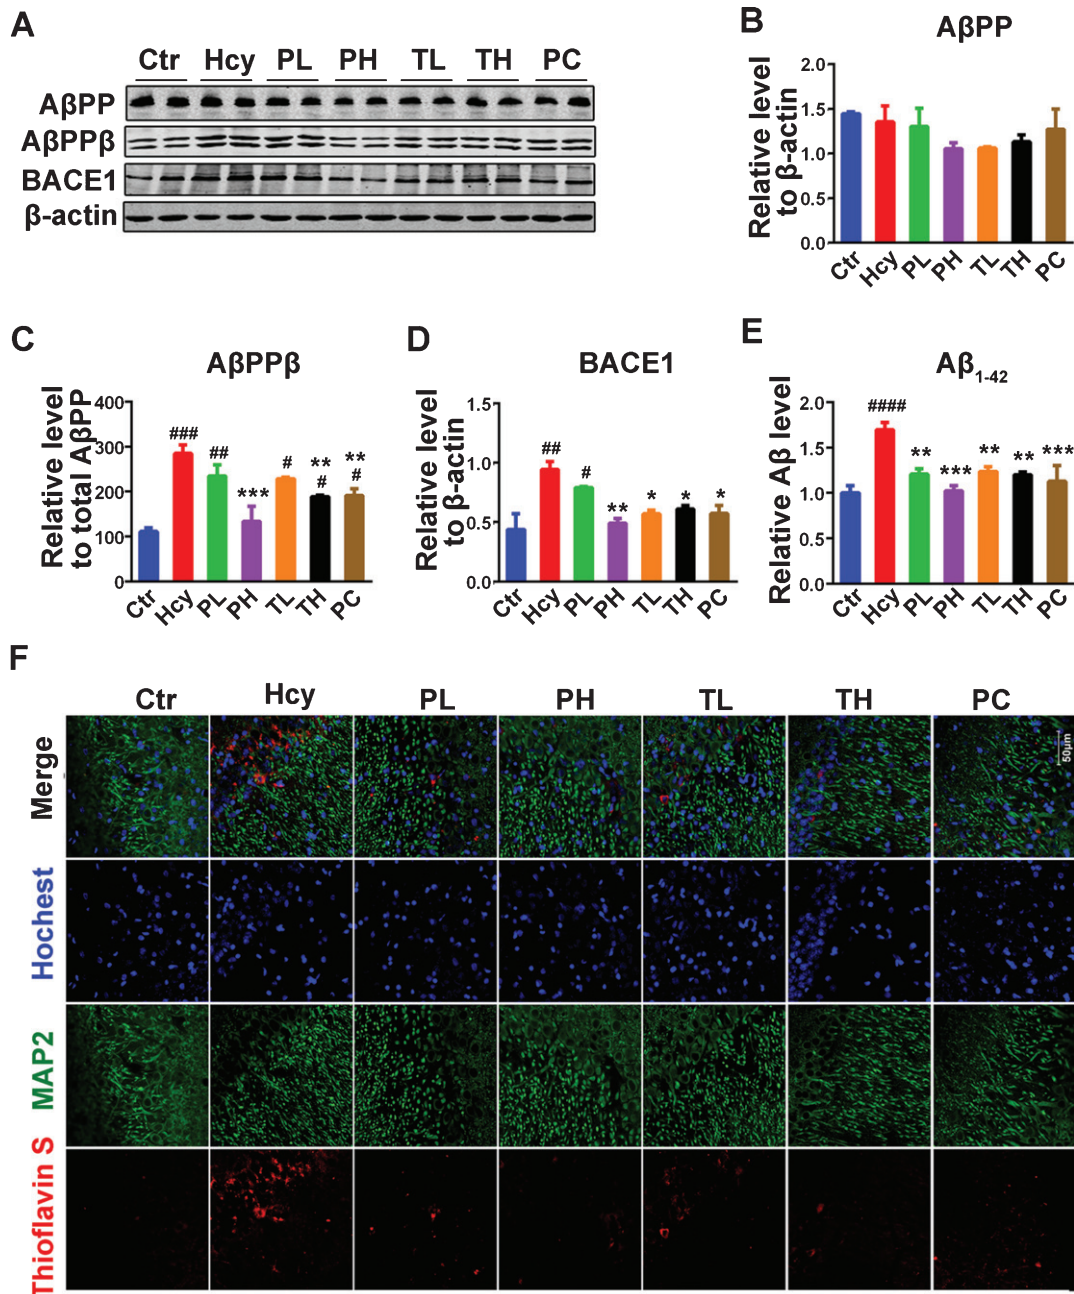 A
Ctr Hcy PL PH TL TH PC
AβPP
AβPPβ
BACE1
β-actin
B
AβPP
Relative level
to β-actin
2.0
1.5
1.0
0.5
0.0
Ctr Hcy PL PH TL TH PC
C
AβPPβ
Relative level
to total AβPP
400
300
200
100
0
### ## *** # ** # ** #
Ctr Hcy PL PH TL TH PC
D
BACE1
Relative level
to β-actin
1.5
1.0
0.5
0.0
## # ** * * *
Ctr Hcy PL PH TL TH PC
E
Aβ1-42
Relative Aβ level
2.0
1.5
1.0
0.5
0.0
#### ** *** ** ** ***
Ctr Hcy PL PH TL TH PC
F
Ctr Hcy PL PH TL TH PC
Merge
50μm
Hochest
MAP2
Thioflavin S